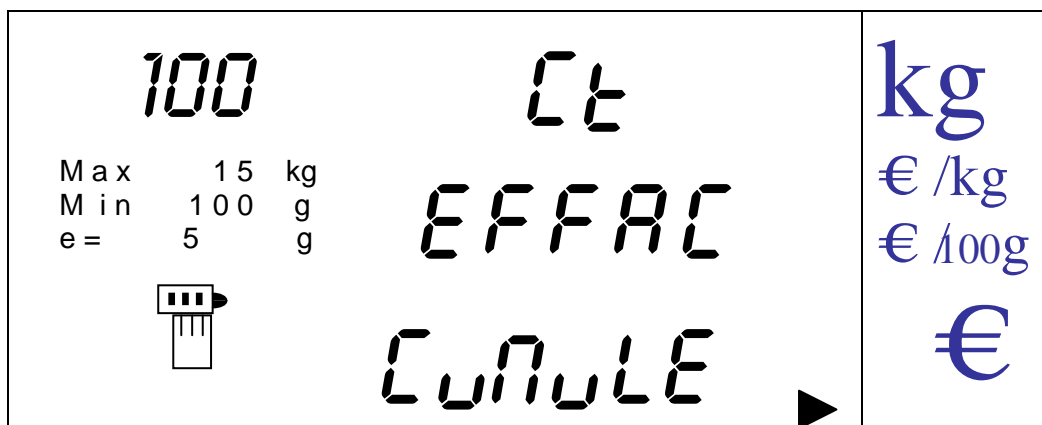 100
Ct
Max 15 kg
Min 100 g
e= 5 g
EFFAC
CuMuLE
kg
€ /kg
€ /100g
€